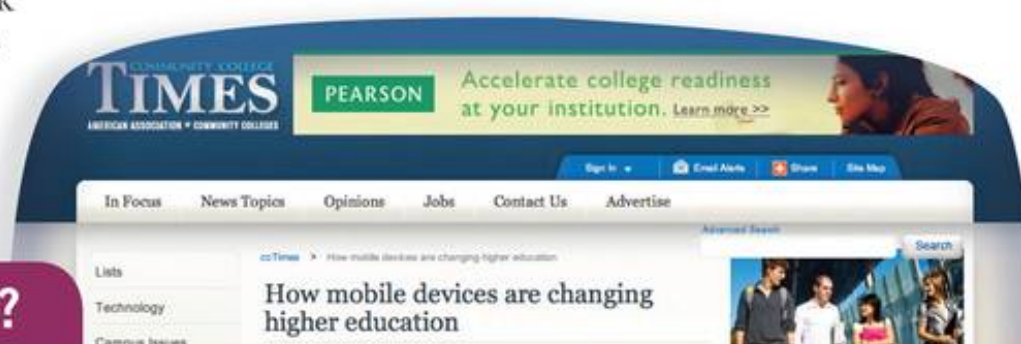 COMMUNITY COLLEGE
TIMES
AMERICAN ASSOCIATION OF COMMUNITY COLLEGES
PEARSON
Accelerate college readiness
at your institution. Learn more >>
Sign In
Email Alerts
Share
Site Map
In Focus
News Topics
Opinions
Jobs
Contact Us
Advertise
Advanced Search
Search
ccTimes > How mobile devices are changing higher education
Lists
Technology
Campus Issues
How mobile devices are changing
higher education
?